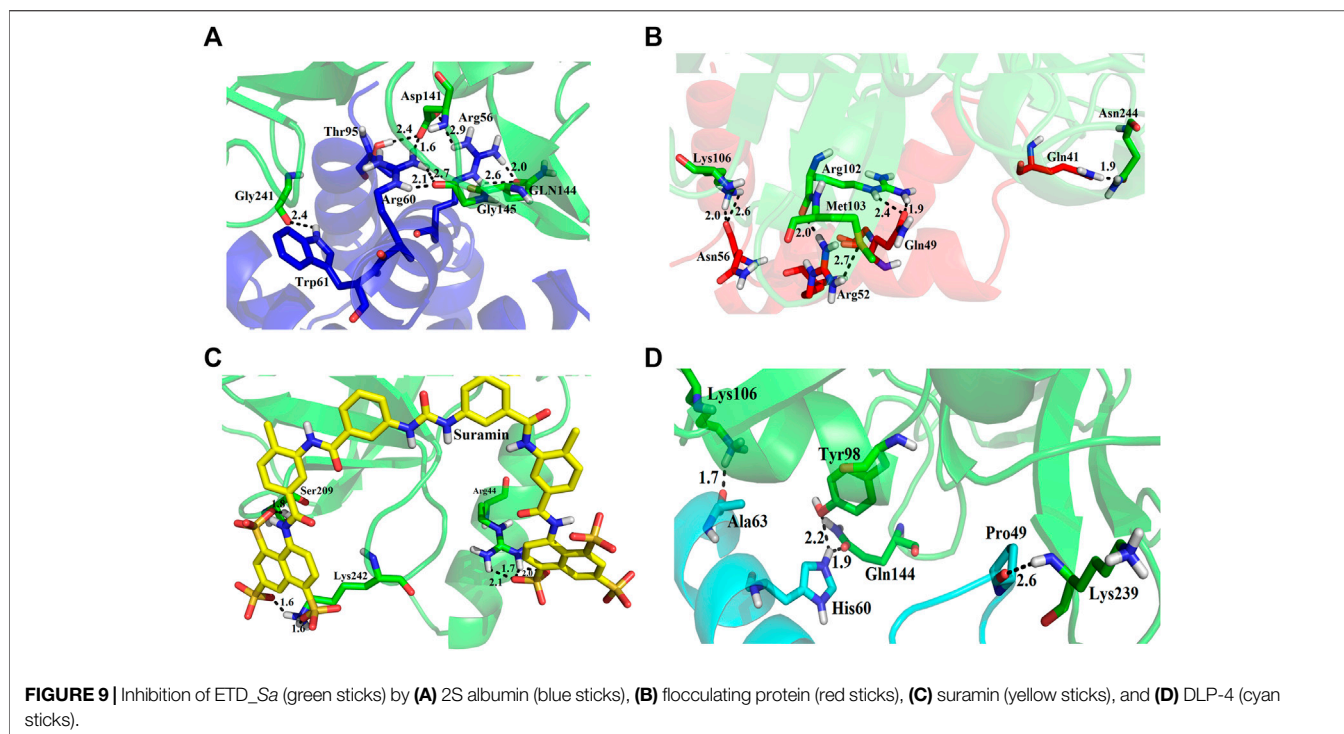 A
Asp141
Thr95
2.4
2.9
Arg56
1.6
2.7
2.0
2.1
2.6
GLN144
Arg60
Gly145
Gly241
2.4
Trp61
B
Asn244
Lys106
Gln41
1.9
Arg102
Met103
2.4
1.9
2.0
2.6
2.0
Gln49
Asn56
2.7
Arg52
C
Suramin
Ser209
Arg44
Lys242
1.7
2.1
1.6
1.6
D
Lys106
Tyr98
1.7
Ala63
2.2
1.9
Gln144
His60
Pro49
2.6
Lys239
FIGURE 9 | Inhibition of ETD_Sa (green sticks) by (A) 2S albumin (blue sticks), (B) flocculating protein (red sticks), (C) suramin (yellow sticks), and (D) DLP-4 (cyan
sticks).